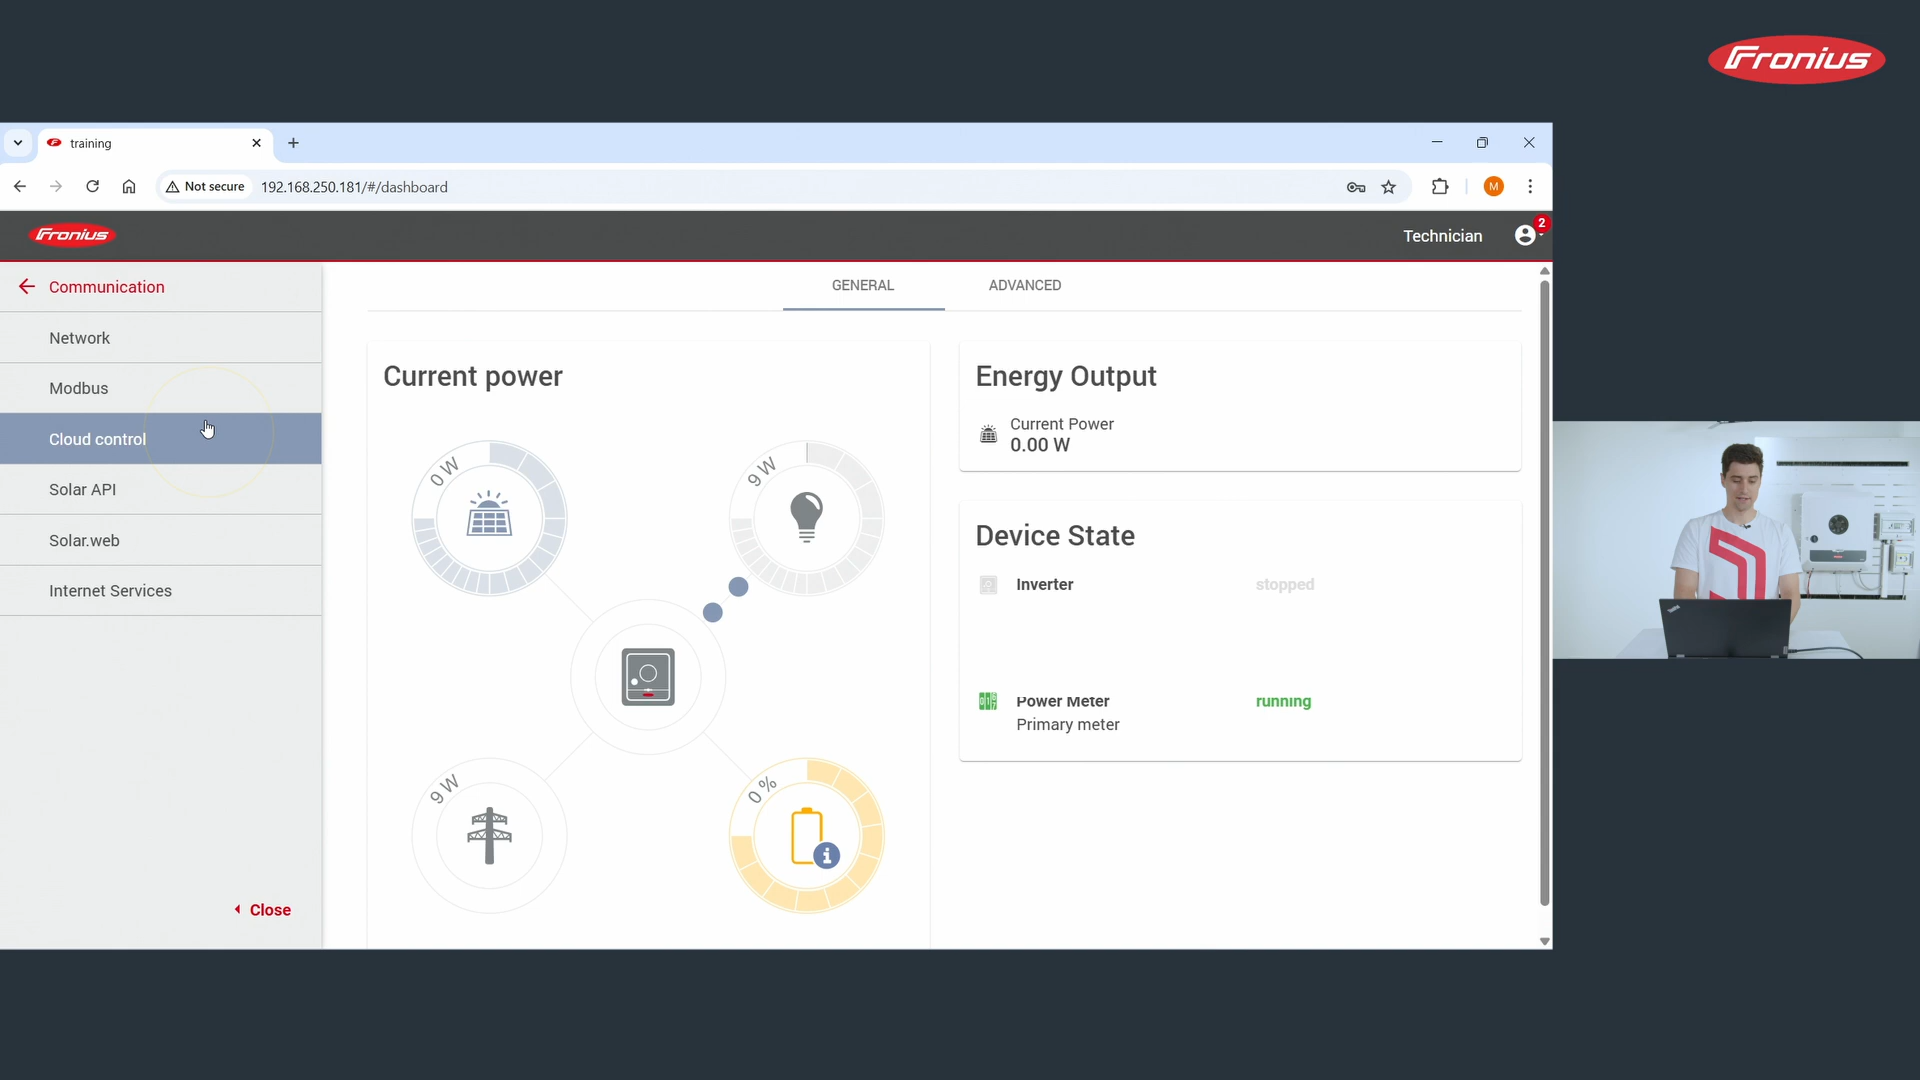 Fronius
training
Not secure
192.168.250.181/#/dashboard
M
Fronius
Technician
2
Communication
Network
Modbus
Cloud control
Solar API
Solar.web
Internet Services
Close
GENERAL
ADVANCED
Current power
0 W
9 W
9 W
0 %
i
Energy Output
Current Power
0.00 W
Device State
Inverter
stopped
Power Meter
running
Primary meter